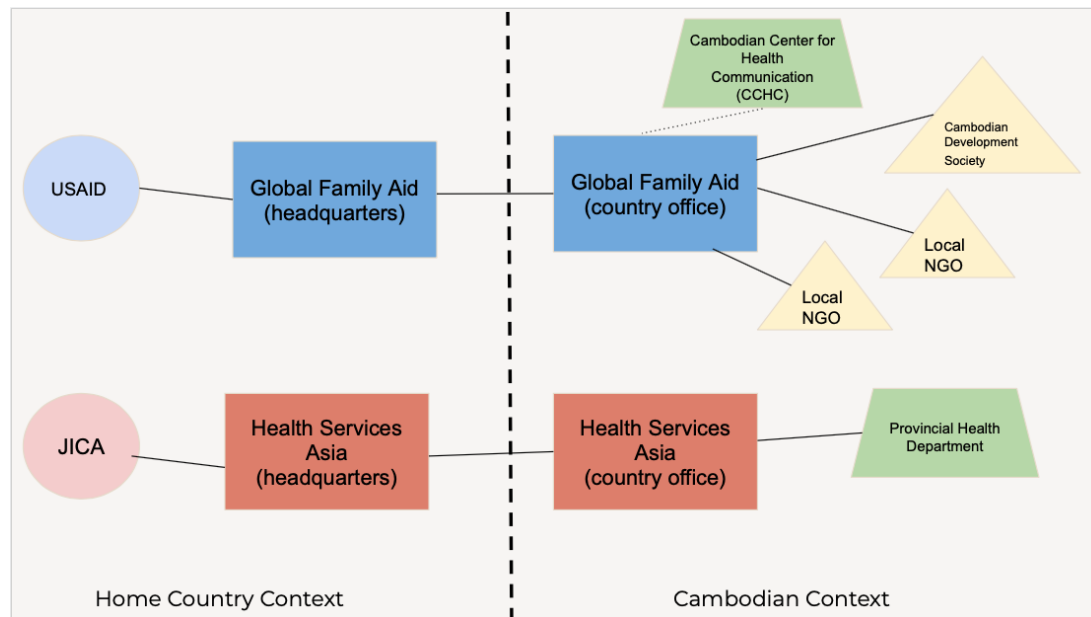 Cambodian Center for
Health
Communication
(CCHC)
USAID
Global Family Aid
(headquarters)
Global Family Aid
(country office)
Cambodian
Development
Society
Local
NGO
Local
NGO
JICA
Health Services
Asia
(headquarters)
Health Services
Asia
(country office)
Provincial Health
Department
Home Country Context
Cambodian Context